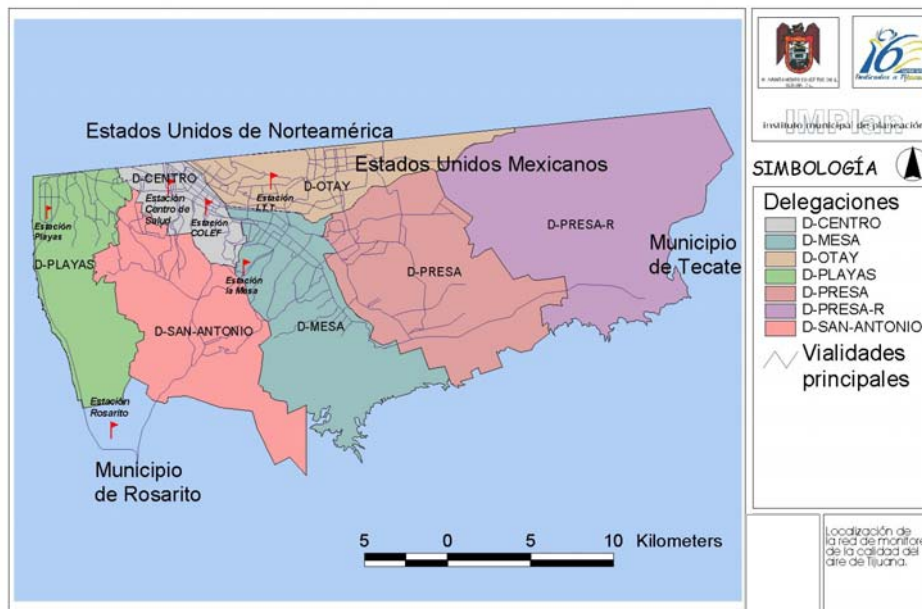 Estados Unidos de Norteamérica
Estados Unidos Mexicanos
D-CENTRO
D-OTAY
Estación
I.T.T.
Estación
Centro de
Salud
Estación
COLEF
Estación
Playas
D-PLAYAS
D-PRESA-R
Municipio
de Tecate
D-PRESA
Estación
la Mesa
D-SAN-ANTONIO
D-MESA
Estación
Rosarito
Municipio
de Rosarito
5 0 5 10 Kilometers
16
IMPlan
instituto municipal de planeación
SIMBOLOGÍA
Delegaciones
D-CENTRO
D-MESA
D-OTAY
D-PLAYAS
D-PRESA
D-PRESA-R
D-SAN-ANTONIO
Vialidades
principales
Localización de
la red de monitore
de la calidad del
aire de Tijuana.